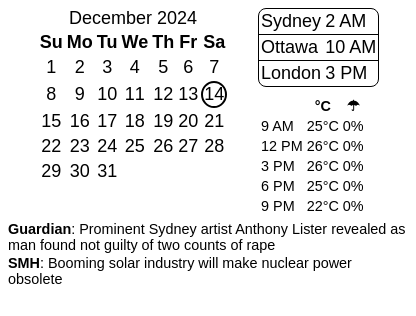 December 2024
Su Mo Tu We Th Fr Sa
1 2 3 4 5 6 7
8 9 10 11 12 13 14
15 16 17 18 19 20 21
22 23 24 25 26 27 28
29 30 31
Sydney 2 AM
Ottawa 10 AM
London 3 PM
°C ☂
9 AM 25°C 0%
12 PM 26°C 0%
3 PM 26°C 0%
6 PM 25°C 0%
9 PM 22°C 0%
Guardian: Prominent Sydney artist Anthony Lister revealed as
man found not guilty of two counts of rape
SMH: Booming solar industry will make nuclear power
obsolete